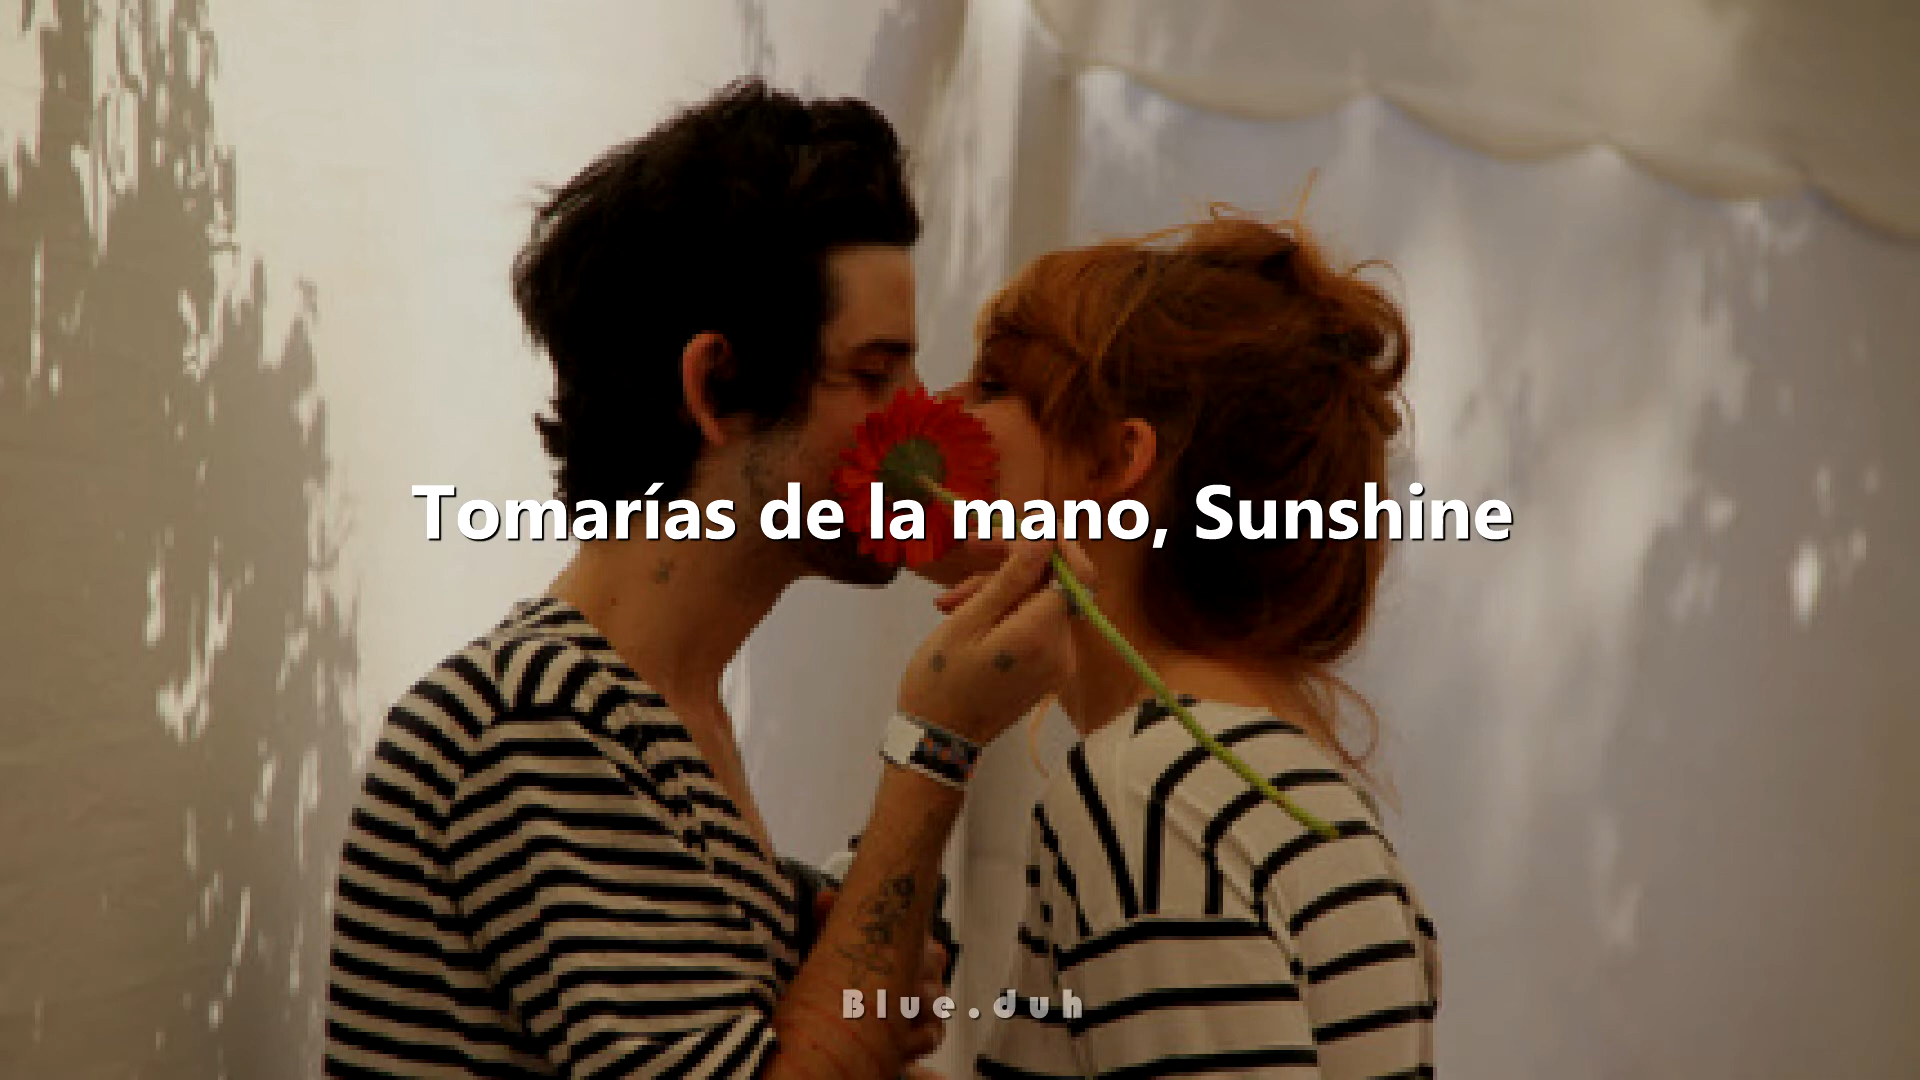 Tomarías de la mano, Sunshine
Blue.duh